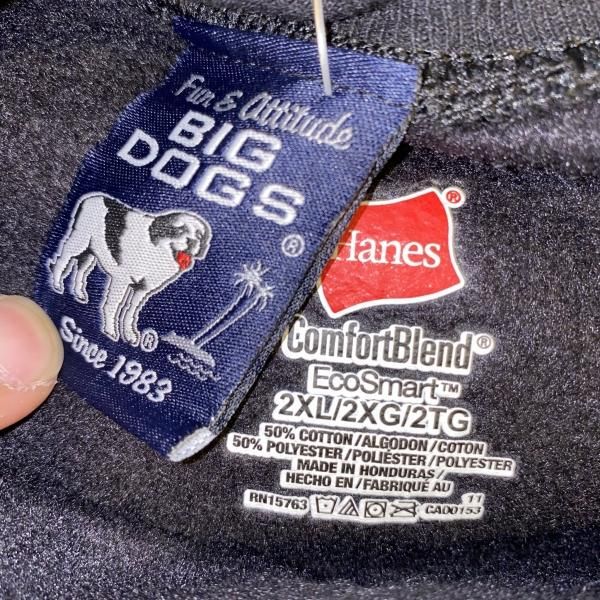 Fun & Attitude
BIG
DOGS®
®
Since 1983
Hanes®
ComfortBlend®
EcoSmart™
2XL/2XG/2TG
50% COTTON/ALGODÓN/COTON
50% POLYESTER/POLIÉSTER/POLYESTER
MADE IN HONDURAS/
HECHO EN/FABRIQUÉ AU
RN15763
11
CA00153